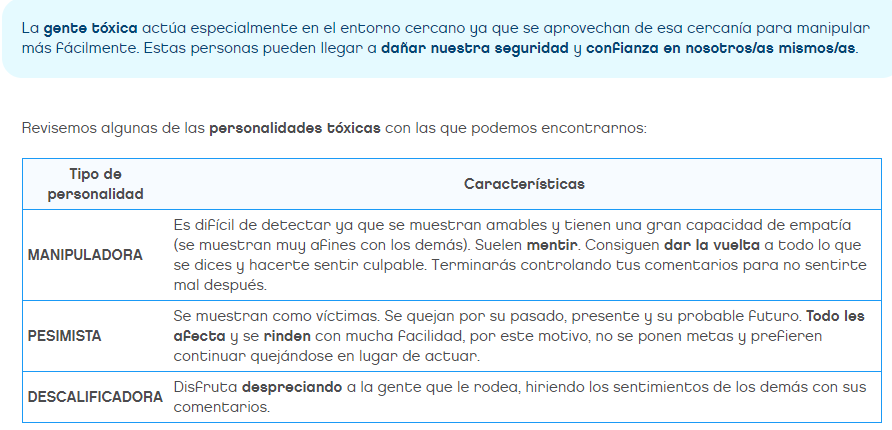 La gente tóxica actúa especialmente en el entorno cercano ya que se aprovechan de esa cercanía para manipular
más fácilmente. Estas personas pueden llegar a dañar nuestra seguridad y confianza en nosotros/as mismos/as.
Revisemos algunas de las personalidades tóxicas con las que podemos encontrarnos:
Tipo de
personalidad
Características
MANIPULADORA
Es difícil de detectar ya que se muestran amables y tienen una gran capacidad de empatía
(se muestran muy afines con los demás). Suelen mentir. Consiguen dar la vuelta a todo lo que
se dices y hacerte sentir culpable. Terminarás controlando tus comentarios para no sentirte
mal después.
PESIMISTA
Se muestran como víctimas. Se quejan por su pasado, presente y su probable futuro. Todo les
afecta y se rinden con mucha facilidad, por este motivo, no se ponen metas y prefieren
continuar quejándose en lugar de actuar.
DESCALIFICADORA
Disfruta despreciando a la gente que le rodea, hiriendo los sentimientos de los demás con sus
comentarios.